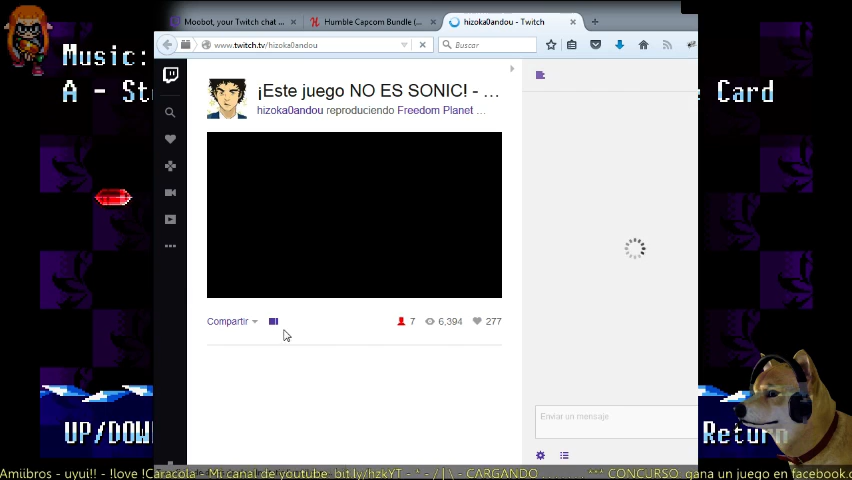 Moobot, your Twitch chat ...
Humble Capcom Bundle (...
hizoka0andou - Twitch
www.twitch.tv/hizoka0andou
Buscar
Music:
A - St
e Card
¡Este juego NO ES SONIC! - ...
hizoka0andou reproduciendo Freedom Planet ...
Compartir
7
6,394
277
Enviar un mensaje
UP/DOW
Return
Amiibros - uyui!! - !love !Caracola - Mi canal de youtube: bit.ly/hzkYT - * - / | \ - CARGANDO ............. *** CONCURSO: gana un juego en facebook.c